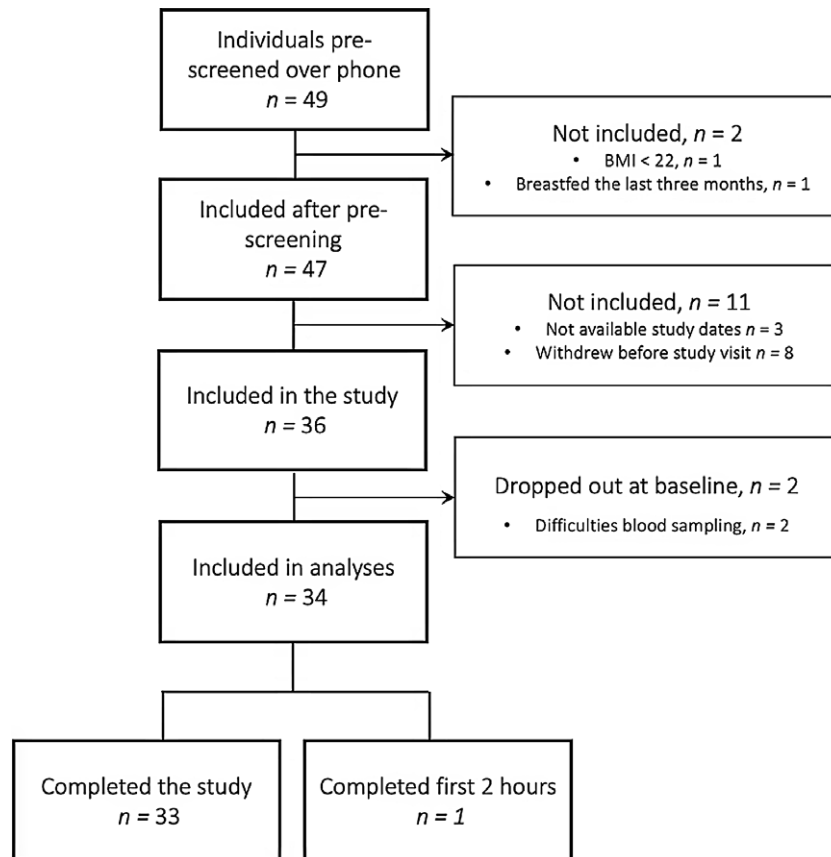 Individuals pre-
screened over phone
n = 49
Not included, n = 2
• BMI < 22, n = 1
• Breastfed the last three months, n = 1
Included after pre-
screening
n = 47
Not included, n = 11
• Not available study dates n = 3
• Withdrew before study visit n = 8
Included in the study
n = 36
Dropped out at baseline, n = 2
• Difficulties blood sampling, n = 2
Included in analyses
n = 34
Completed the study
n = 33
Completed first 2 hours
n = 1